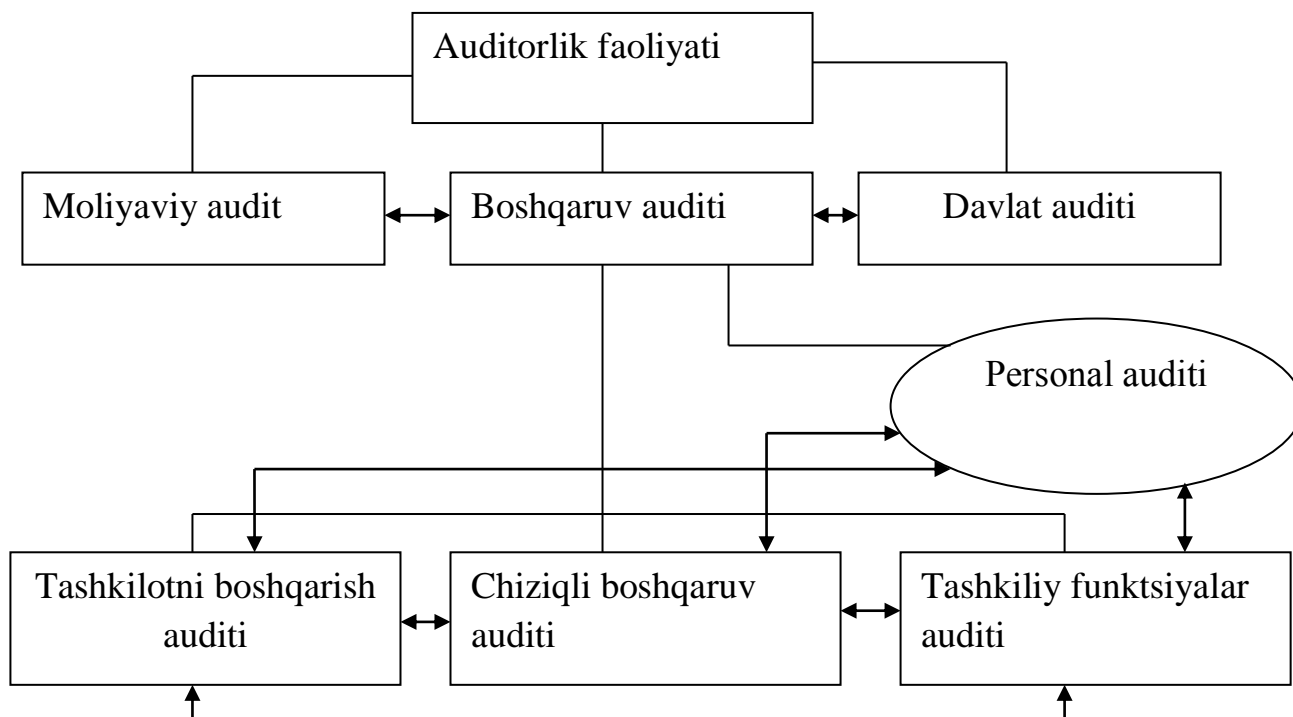 Auditorlik faoliyati
Moliyaviy audit
Boshqaruv auditi
Davlat auditi
Personal auditi
Tashkilotni boshqarish
auditi
Chiziqli boshqaruv
auditi
Tashkiliy funktsiyalar
auditi